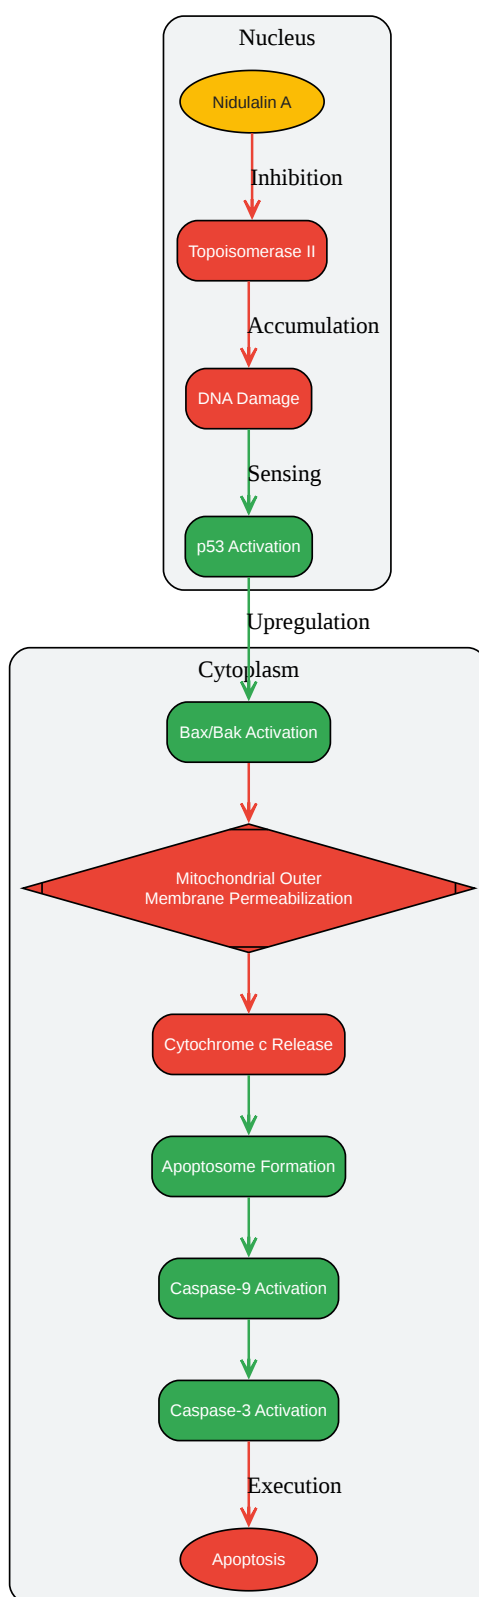 Nucleus
Nidulalin A
Inhibition
Topoisomerase II
Accumulation
DNA Damage
Sensing
p53 Activation
Upregulation
Cytoplasm
Bax/Bak Activation
Mitochondrial Outer
Membrane Permeabilization
Cytochrome c Release
Apoptosome Formation
Caspase-9 Activation
Caspase-3 Activation
Execution
Apoptosis